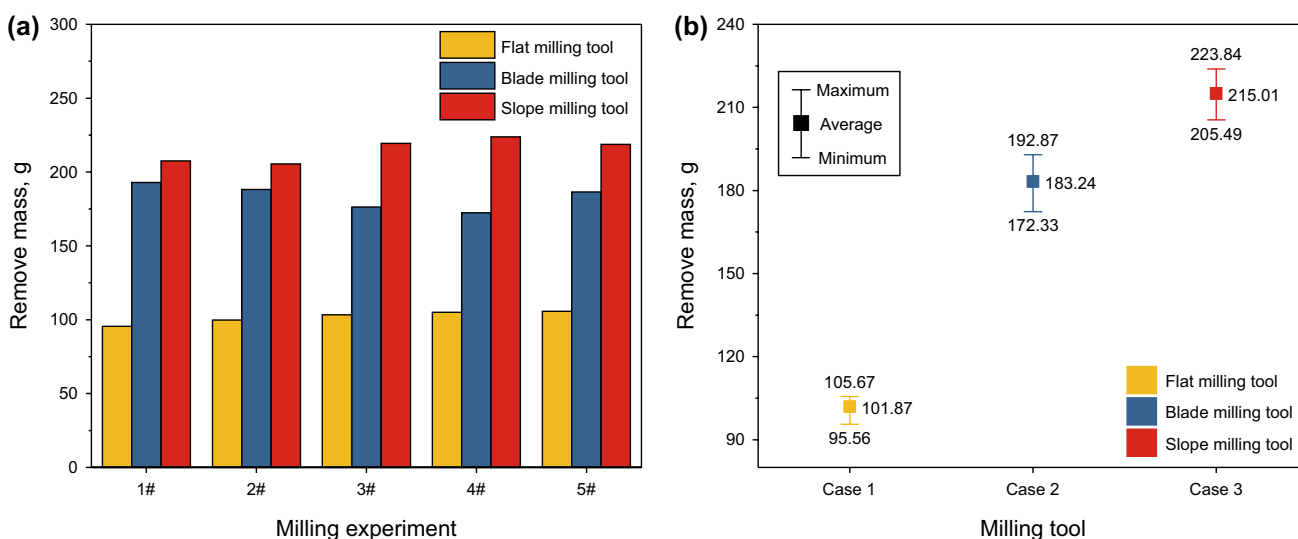 (a)
300
250
200
150
100
50
0
Remove mass, g
Flat milling tool
Blade milling tool
Slope milling tool
1# 2# 3# 4# 5#
Milling experiment
(b)
240
210
180
150
120
90
Remove mass, g
Maximum
Average
Minimum
223.84
215.01
205.49
192.87
183.24
172.33
105.67
101.87
95.56
Flat milling tool
Blade milling tool
Slope milling tool
Case 1 Case 2 Case 3
Milling tool